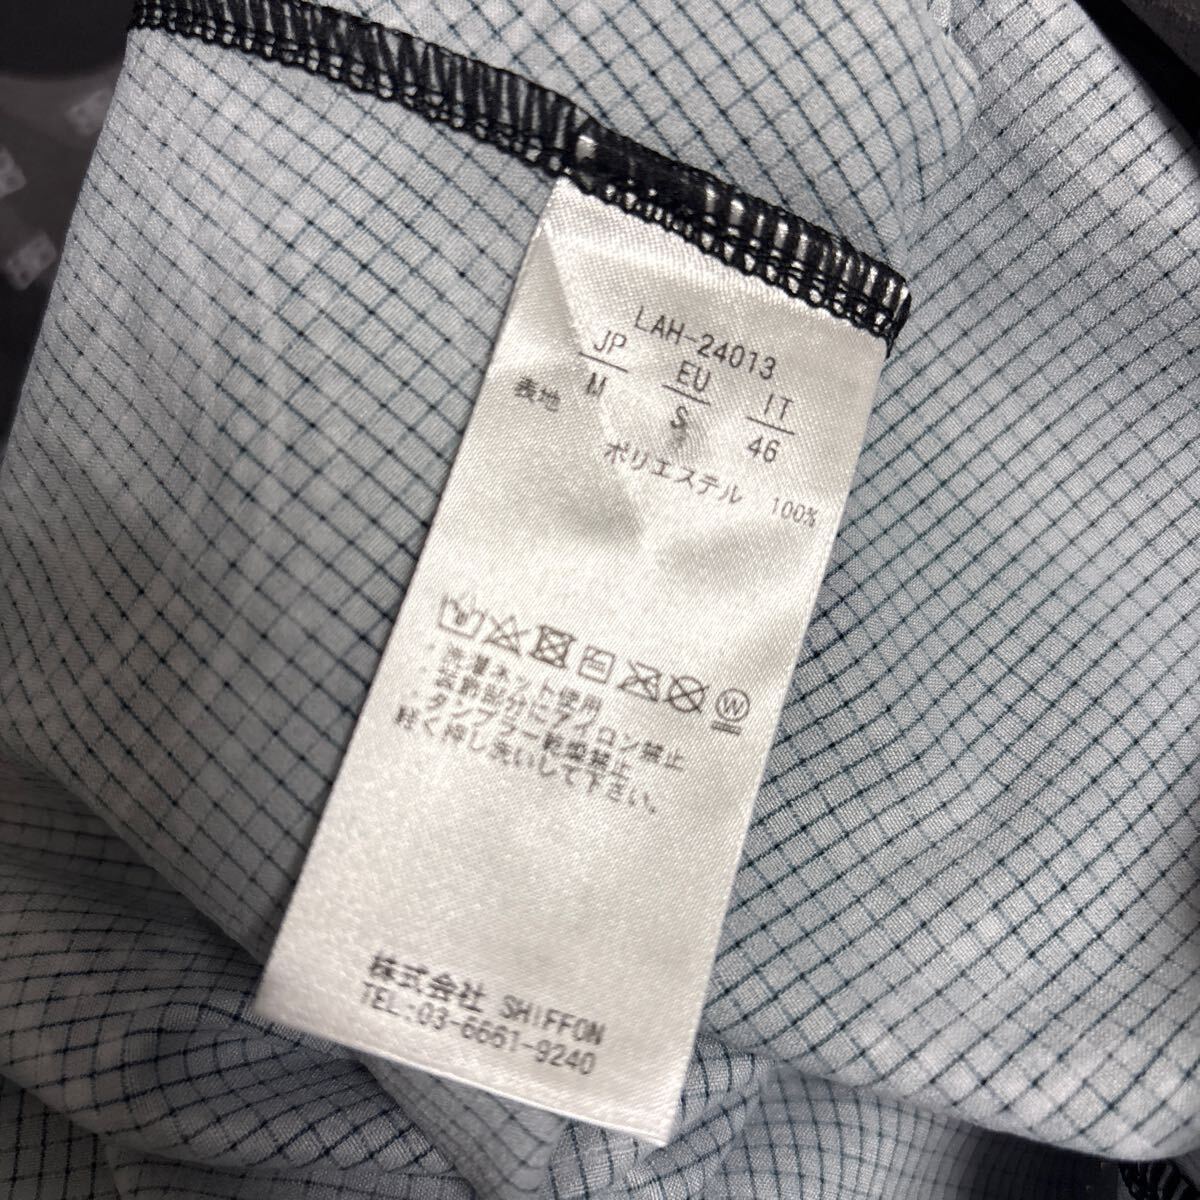 LAH-24013
JP EU IT
M S 46
表地 ポリエステル 100%
W
・洗濯ネット使用
・装飾部分にアイロン禁止
・タンブラー乾燥禁止
軽く押し洗いして下さい。
株式会社 SHIFFON
TEL:03-6661-9240